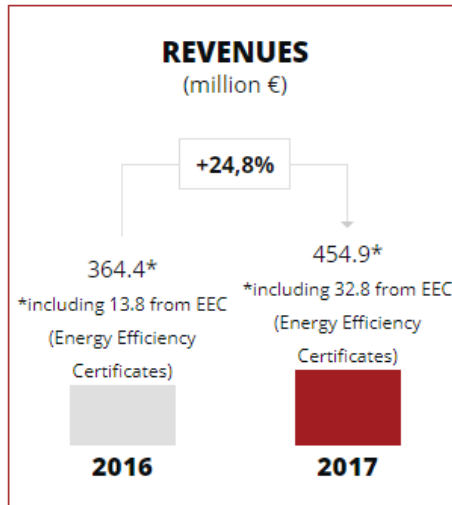 REVENUES
(million €)
+24,8%
364.4*
*including 13.8 from EEC
(Energy Efficiency
Certificates)
454.9*
*including 32.8 from EEC
(Energy Efficiency
Certificates)
2016
2017